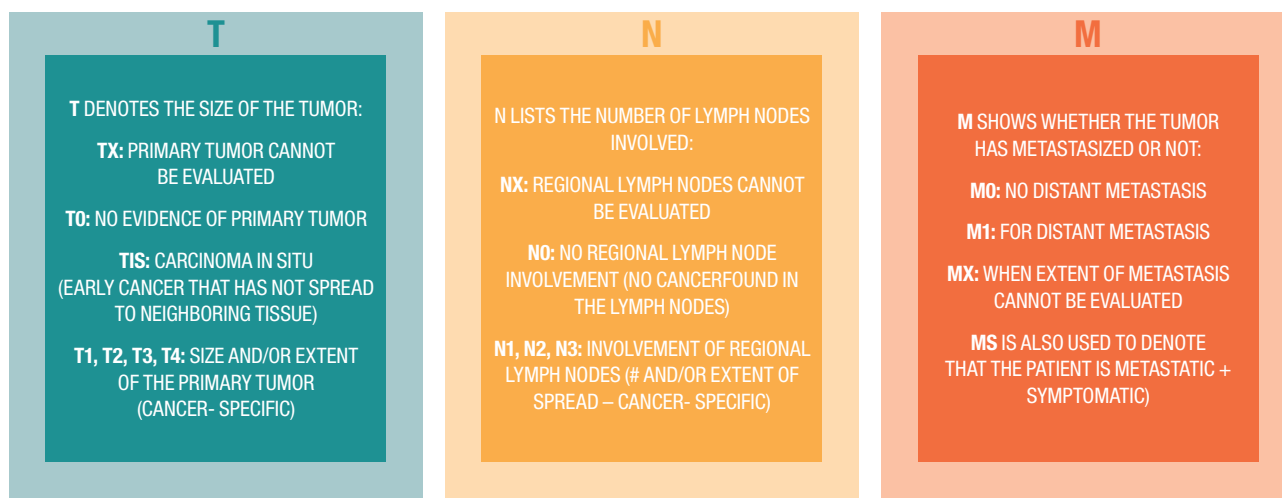 T
T DENOTES THE SIZE OF THE TUMOR:
TX: PRIMARY TUMOR CANNOT
BE EVALUATED
T0: NO EVIDENCE OF PRIMARY TUMOR
TIS: CARCINOMA IN SITU
(EARLY CANCER THAT HAS NOT SPREAD
TO NEIGHBORING TISSUE)
T1, T2, T3, T4: SIZE AND/OR EXTENT
OF THE PRIMARY TUMOR
(CANCER- SPECIFIC)
N
N LISTS THE NUMBER OF LYMPH NODES
INVOLVED:
NX: REGIONAL LYMPH NODES CANNOT
BE EVALUATED
N0: NO REGIONAL LYMPH NODE
INVOLVEMENT (NO CANCERFOUND IN
THE LYMPH NODES)
N1, N2, N3: INVOLVEMENT OF REGIONAL
LYMPH NODES (# AND/OR EXTENT OF
SPREAD – CANCER- SPECIFIC)
M
M SHOWS WHETHER THE TUMOR
HAS METASTASIZED OR NOT:
M0: NO DISTANT METASTASIS
M1: FOR DISTANT METASTASIS
MX: WHEN EXTENT OF METASTASIS
CANNOT BE EVALUATED
MS IS ALSO USED TO DENOTE
THAT THE PATIENT IS METASTATIC +
SYMPTOMATIC)